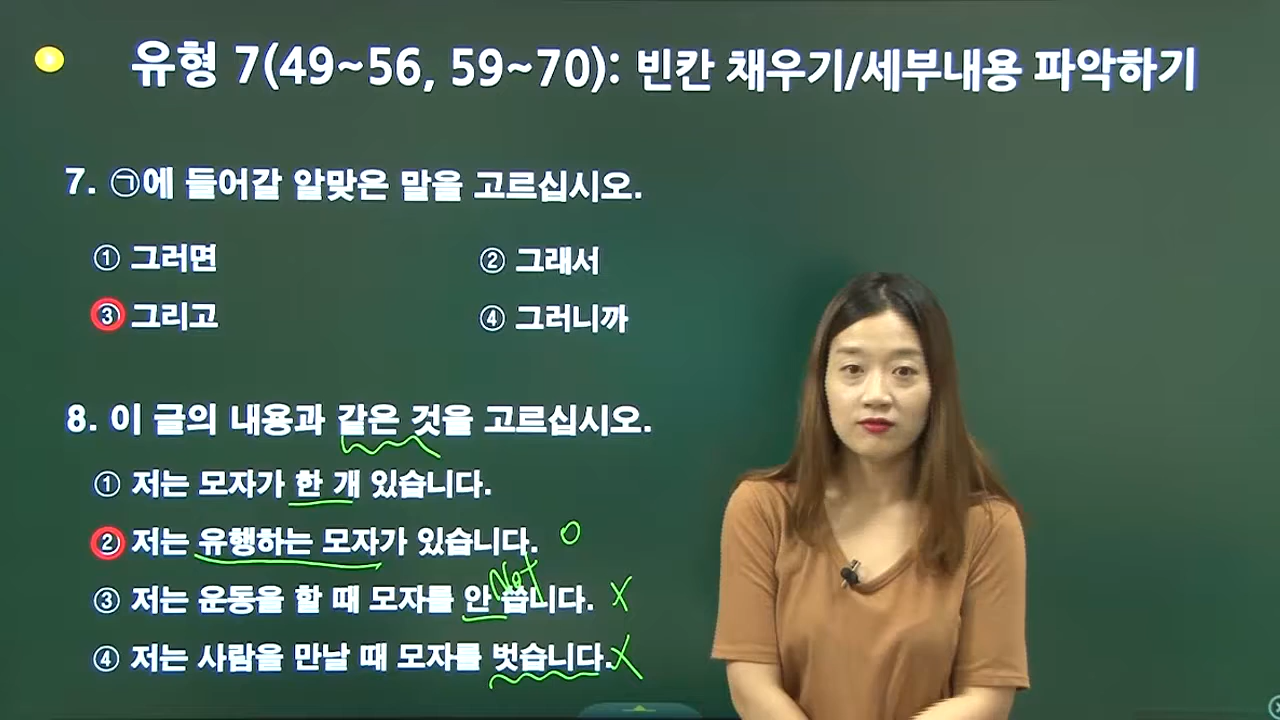 유형 7(49~56, 59~70): 빈칸 채우기/세부내용 파악하기
7. ㉠에 들어갈 알맞은 말을 고르십시오.
① 그러면 ② 그래서
③ 그리고 ④ 그러니까
8. 이 글의 내용과 같은 것을 고르십시오.
① 저는 모자가 한 개 있습니다.
② 저는 유행하는 모자가 있습니다. O
Not
③ 저는 운동을 할 때 모자를 안 씁니다. X
④ 저는 사람을 만날 때 모자를 벗습니다. X